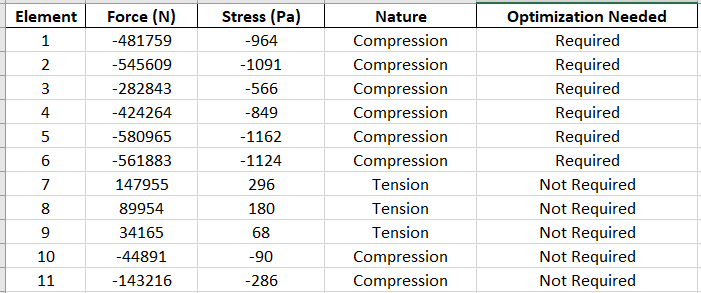 Element Force (N) Stress (Pa) Nature Optimization Needed
1 -481759 -964 Compression Required
2 -545609 -1091 Compression Required
3 -282843 -566 Compression Required
4 -424264 -849 Compression Required
5 -580965 -1162 Compression Required
6 -561883 -1124 Compression Required
7 147955 296 Tension Not Required
8 89954 180 Tension Not Required
9 34165 68 Tension Not Required
10 -44891 -90 Compression Not Required
11 -143216 -286 Compression Not Required